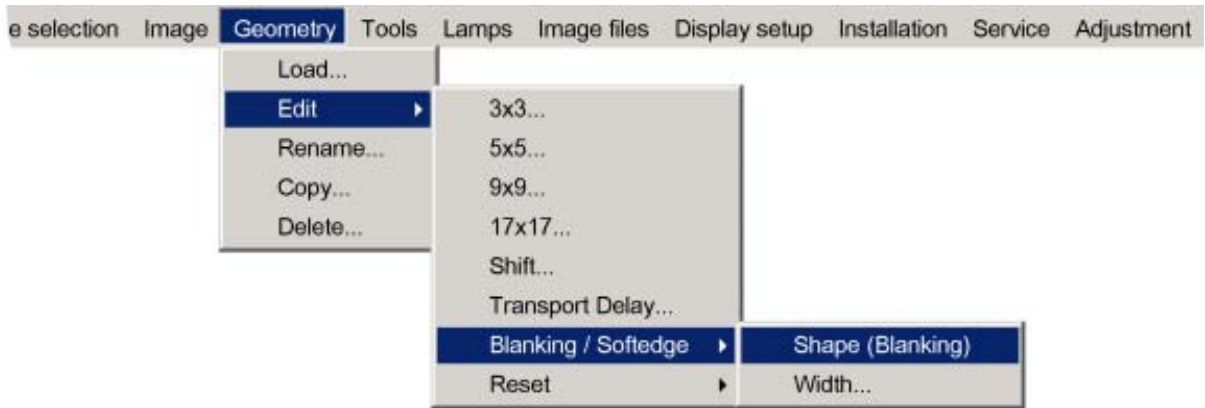 e selection Image Geometry Tools Lamps Image files Display setup Installation Service Adjustment
Load...
Edit
Rename...
Copy...
Delete...
3x3...
5x5...
9x9...
17x17...
Shift...
Transport Delay...
Blanking / Softedge
Reset
Shape (Blanking)
Width...